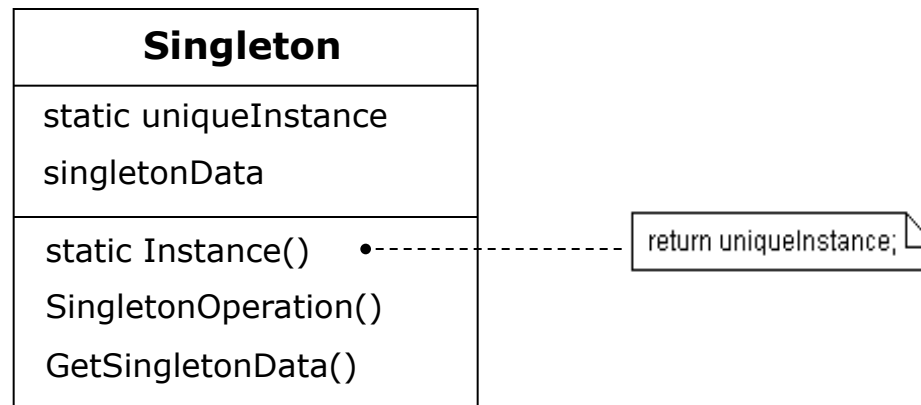 Singleton
static uniqueInstance
singletonData
static Instance()
return uniqueInstance;
SingletonOperation()
GetSingletonData()